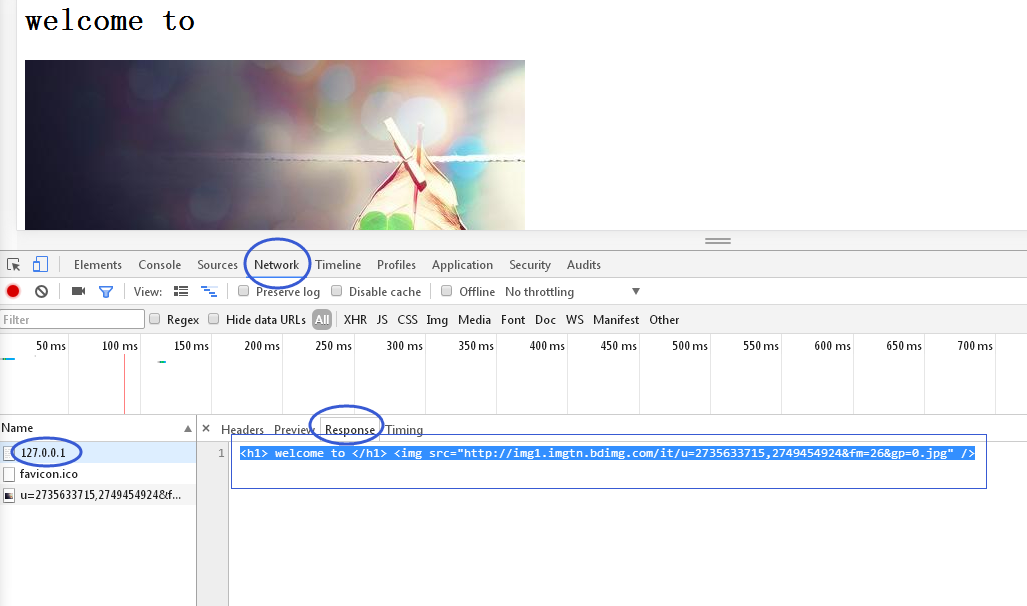 welcome to
Elements Console Sources Network Timeline Profiles Application Security Audits
View: Preserve log Disable cache Offline No throttling
Filter Regex Hide data URLs All XHR JS CSS Img Media Font Doc WS Manifest Other
50 ms 100 ms 150 ms 200 ms 250 ms 300 ms 350 ms 400 ms 450 ms 500 ms 550 ms 600 ms 650 ms 700 ms
Name × Headers Preview Response Timing
127.0.0.1 1 <h1> welcome to </h1> <img src="http://img1.imgtn.bdimg.com/it/u=2735633715,2749454924&fm=26&gp=0.jpg" />
favicon.ico
u=2735633715,2749454924&f...